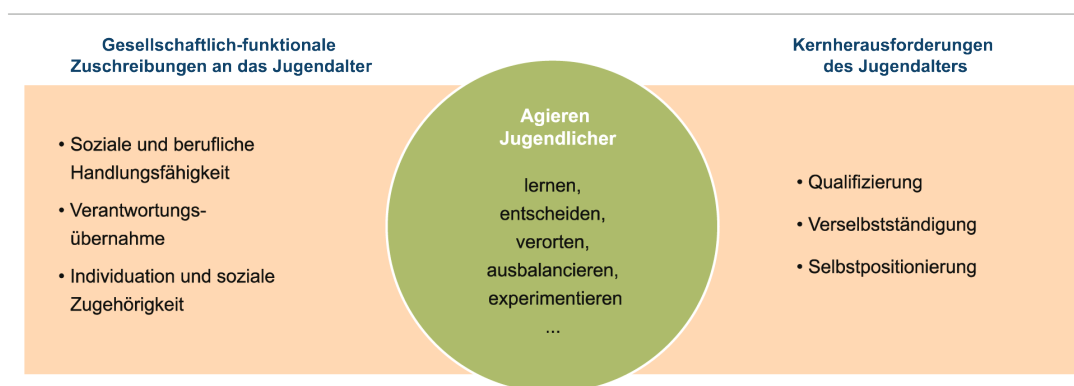 Gesellschaftlich-funktionale
Zuschreibungen an das Jugendalter
• Soziale und berufliche
Handlungsfähigkeit
• Verantwortungs-
übernahme
• Individuation und soziale
Zugehörigkeit
Agieren
Jugendlicher
lernen,
entscheiden,
verorten,
ausbalancieren,
experimentieren
...
Kernherausforderungen
des Jugendalters
• Qualifizierung
• Verselbstständigung
• Selbstpositionierung